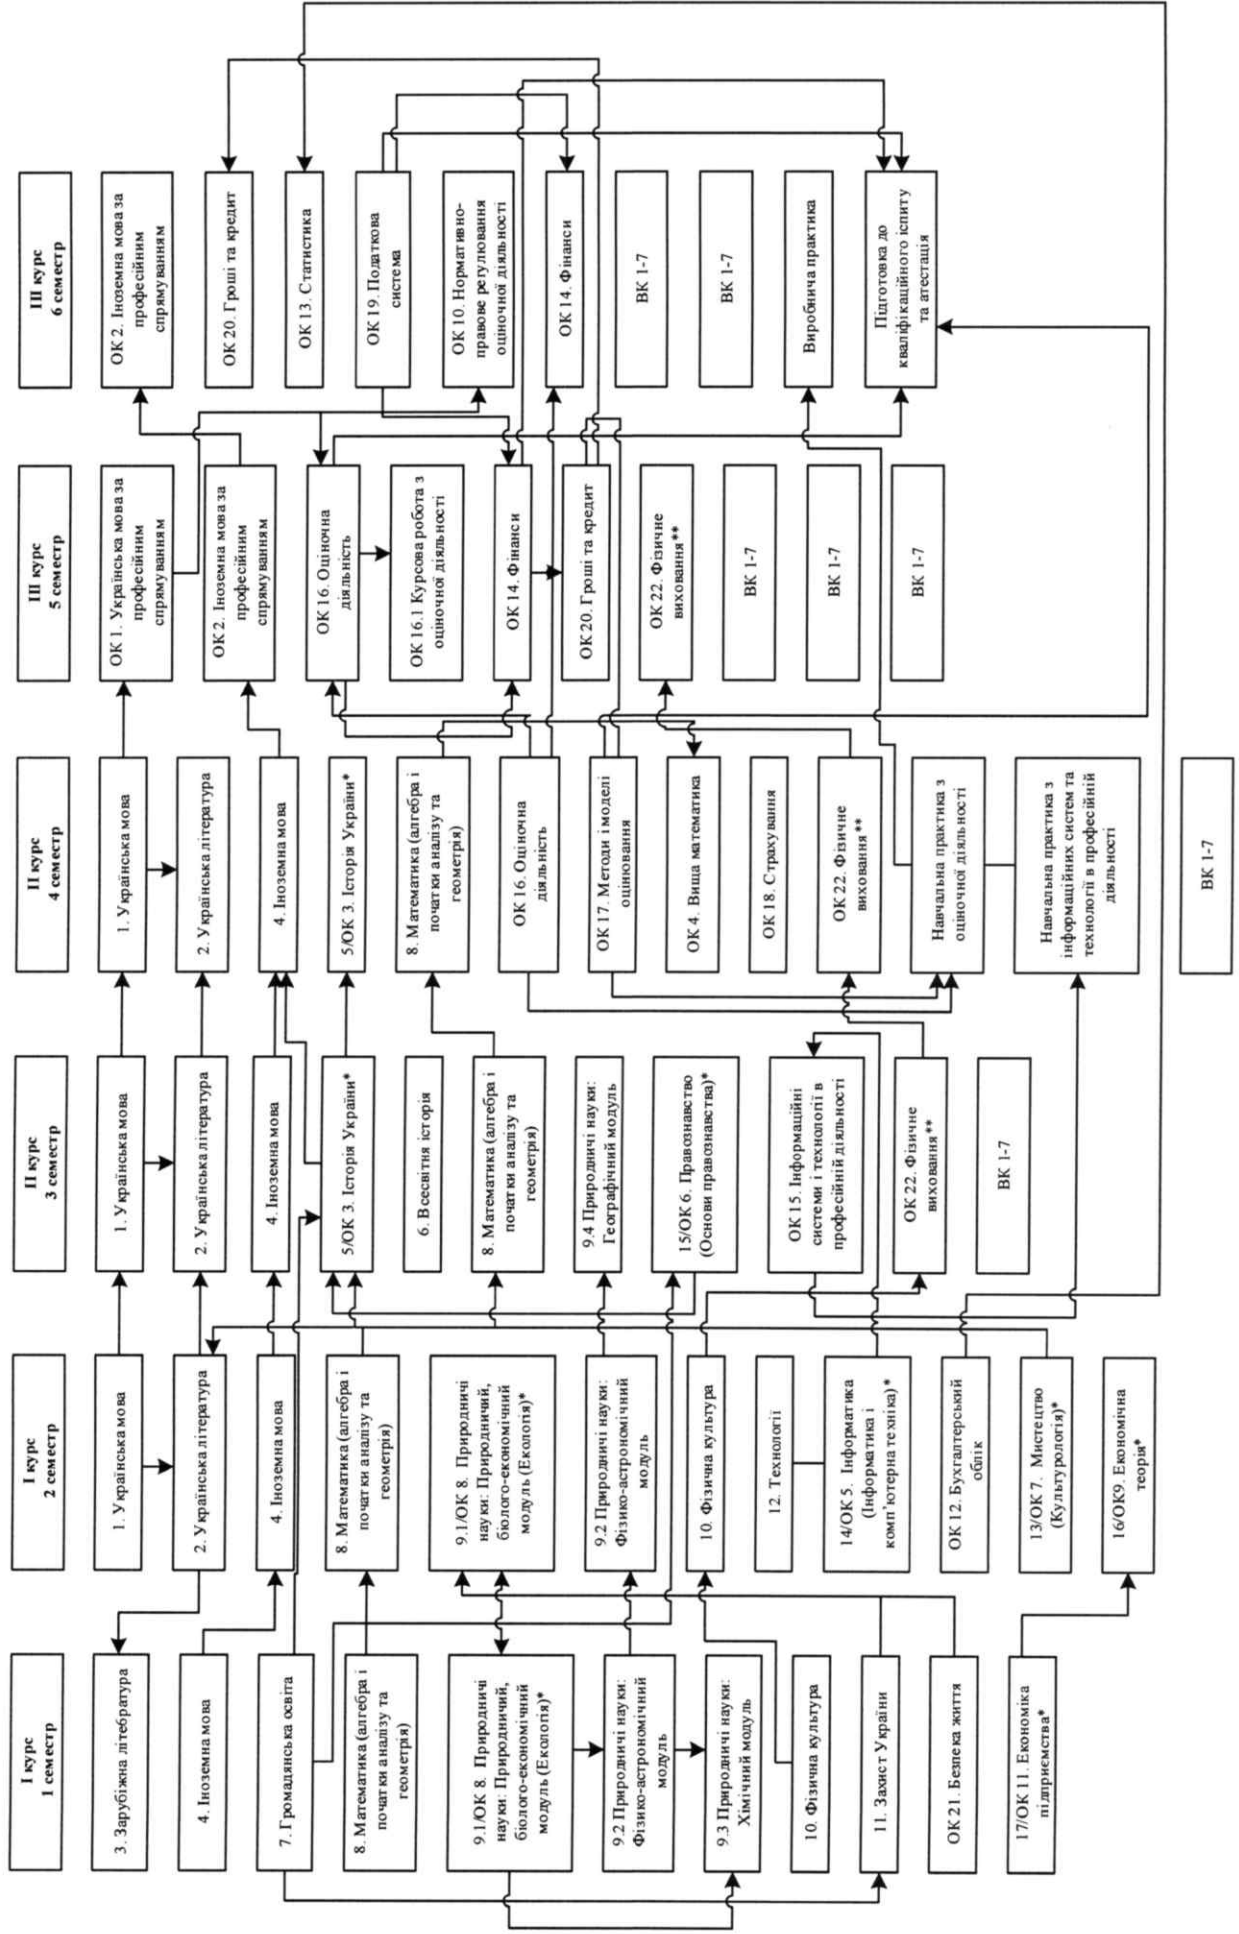 І курс
1 семестр
3. Зарубіжна літебратура
4. Іноземна мова
7. Громадянська освіта
8. Математика (алгебра і
початки аналізу та
геометрія)
9.1/ОК 8. Природничі
науки: Природничий,
біолого-економічний
модуль (Екологія)*
9.2 Природничі науки:
Фізико-астрономічний
модуль
9.3 Природничі науки:
Хімічний модуль
10. Фізична культура
11. Захист України
ОК 21. Безпека життя
17/ОК 11. Економіка
підприємства*
І курс
2 семестр
1. Українська мова
2. Українська література
4. Іноземна мова
8. Математика (алгебра і
початки аналізу та
геометрія)
9.1/ОК 8. Природничі
науки: Природничий,
біолого-економічний
модуль (Екологія)*
9.2 Природничі науки:
Фізико-астрономічний
модуль
10. Фізична культура
12. Технології
14/ОК 5. Інформатика
(Інформатика і
комп'ютерна техніка)*
ОК 12. Бухгалтерський
облік
13/ОК 7. Мистецтво
(Культурологія)*
16/ОК9. Економічна
теорія*
ІІ курс
3 семестр
1. Українська мова
2. Українська література
4. Іноземна мова
5/ОК 3. Історія України*
6. Всесвітня історія
8. Математика (алгебра і
початки аналізу та
геометрія)
9.4 Природничі науки:
Географічний модуль
15/ОК 6. Правознавство
(Основи правознавства)*
ОК 15. Інформаційні
системи і технології в
професійній діяльності
ОК 22. Фізичне
виховання**
ВК 1-7
ІІ курс
4 семестр
1. Українська мова
2. Українська література
4. Іноземна мова
5/ОК 3. Історія України*
8. Математика (алгебра і
початки аналізу та
геометрія)
ОК 16. Оціночна
діяльність
ОК 17. Методи і моделі
оцінювання
ОК 4. Вища математика
ОК 18. Страхування
ОК 22. Фізичне
виховання**
Навчальна практика з
оціночної діяльності
Навчальна практика з
інформаційних систем та
технології в професійній
діяльності
ВК 1-7
ІІІ курс
5 семестр
ОК 1. Українська мова за
професійним
спрямуванням
ОК 2. Іноземна мова за
професійним
спрямуванням
ОК 16. Оціночна
діяльність
ОК 16.1 Курсова робота з
оціночної діяльності
ОК 14. Фінанси
ОК 20. Гроші та кредит
ОК 22. Фізичне
виховання**
ВК 1-7
ВК 1-7
ВК 1-7
ІІІ курс
6 семестр
ОК 2. Іноземна мова за
професійним
спрямуванням
ОК 20. Гроші та кредит
ОК 13. Статистика
ОК 19. Податкова
система
ОК 10. Нормативно-
правове регулювання
оціночної діяльності
ОК 14. Фінанси
ВК 1-7
ВК 1-7
Виробнича практика
Підготовка до
кваліфікаційного іспиту
та атестація